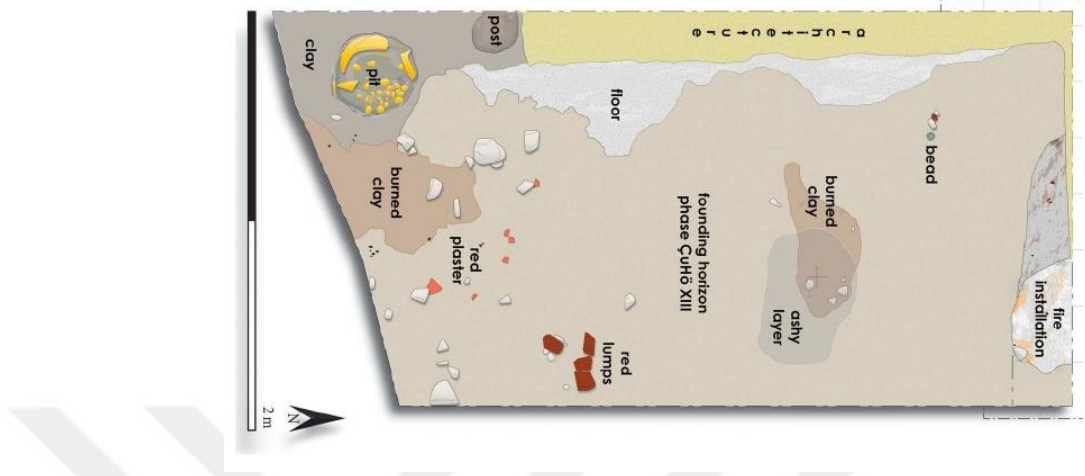 architecture
post
clay
pit
floor
bead
burned
clay
burned
clay
founding horizon
phase ÇuHö XIII
red
plaster
ashy
layer
fire
installation
red
lumps
N
2 m